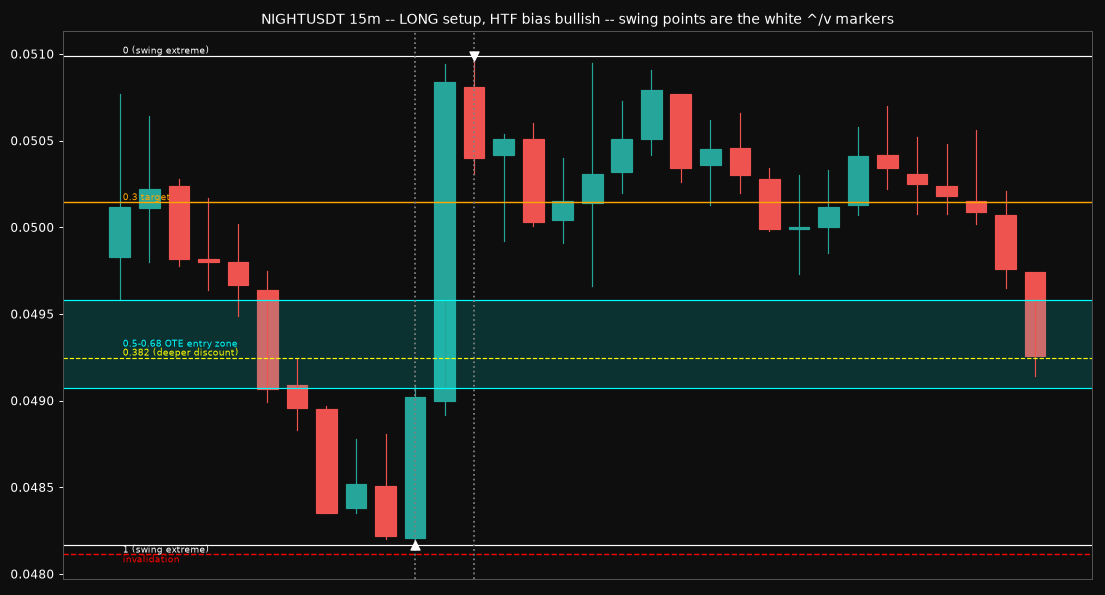 NIGHTUSDT 15m -- LONG setup, HTF bias bullish -- swing points are the white ^/v markers
0.0510
0 (swing extreme)
0.0505
0.3 target
0.0500
0.0495
0.5-0.68 OTE entry zone
0.382 (deeper discount)
0.0490
0.0485
1 (swing extreme)
invalidation
0.0480